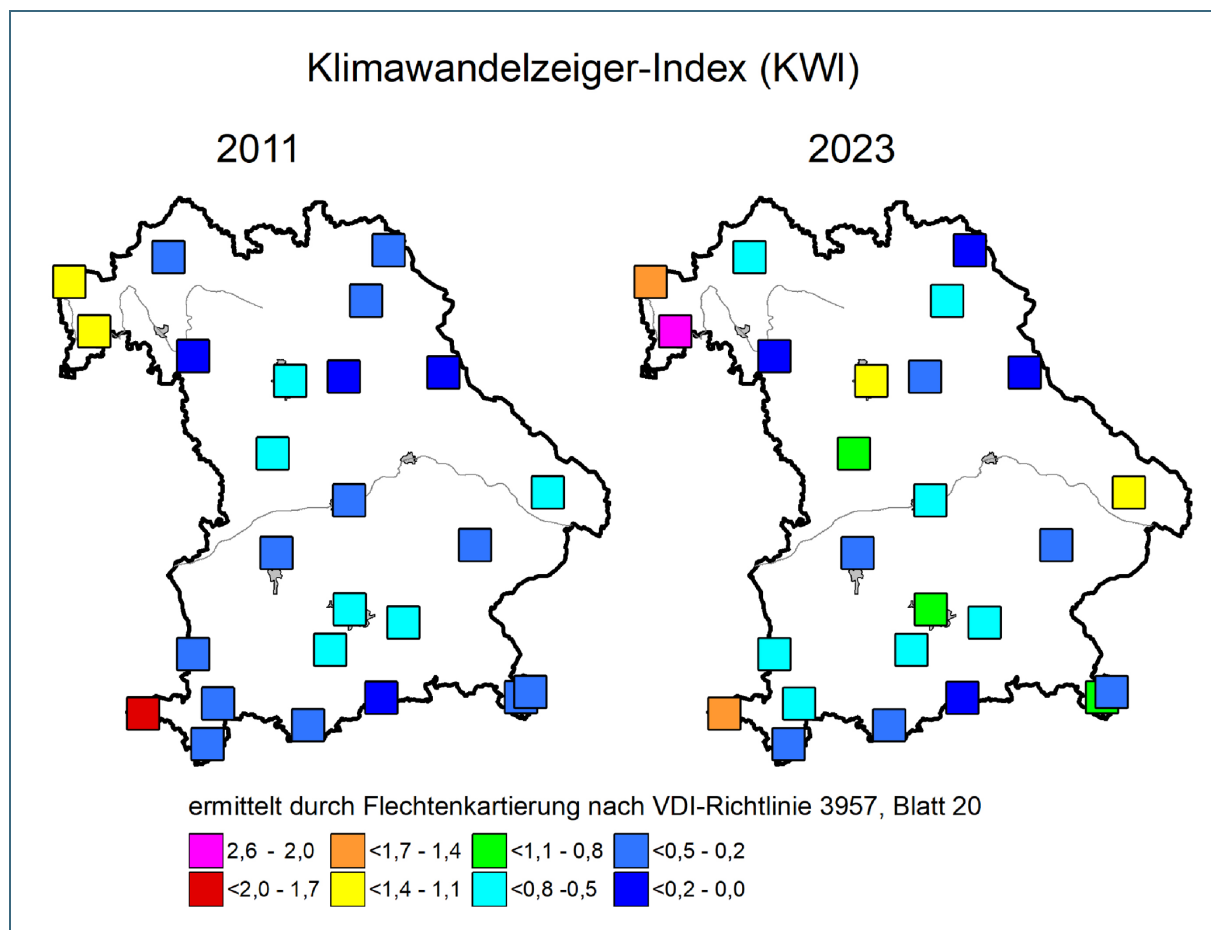 Klimawandelzeiger-Index (KWI)
2011
2023
ermittelt durch Flechtenkartierung nach VDI-Richtlinie 3957, Blatt 20
2,6 - 2,0
<1,7 - 1,4
<1,1 - 0,8
<0,5 - 0,2
<2,0 - 1,7
<1,4 - 1,1
<0,8 -0,5
<0,2 - 0,0